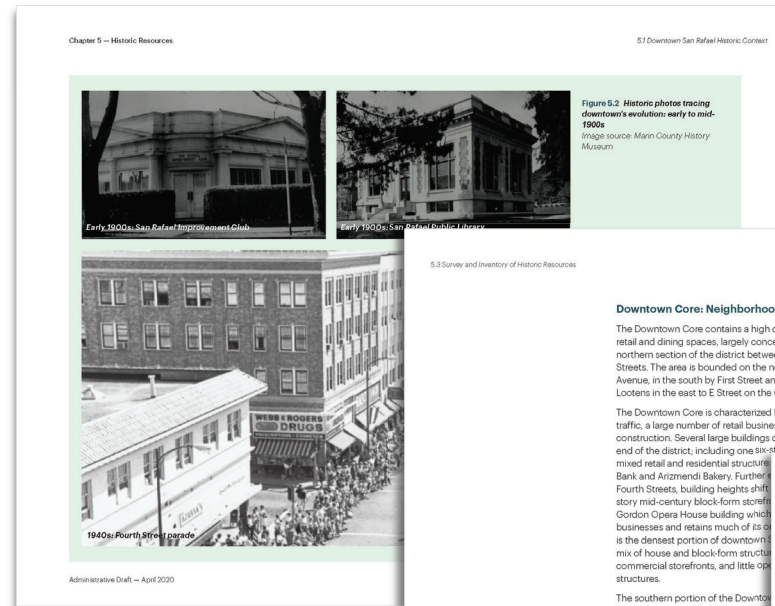 Chapter 5 — Historic Resources
5.1 Downtown San Rafael Historic Context
Figure 5.2 Historic photos tracing
downtown's evolution: early to mid-
1900s
Image source: Marin County History
Museum
Early 1900s: San Rafael Improvement Club
Early 1900s: San Rafael Public Library
WEBB & ROGERS
DRUGS
PRESCRIPTIONS
1940s: Fourth Street parade
Administrative Draft — April 2020
5.3 Survey and Inventory of Historic Resources
Downtown Core: Neighborhoo
The Downtown Core contains a high
retail and dining spaces, largely conce
northern section of the district betwe
Streets. The area is bounded on the n
Avenue, in the south by First Street an
Lootens in the east to E Street on the
The Downtown Core is characterized
traffic, a large number of retail busine
construction. Several large buildings
end of the district; including one six-st
mixed retail and residential structure
Bank and Arizmendi Bakery. Further e
Fourth Streets, building heights shift
story mid-century block-form storefr
Gordon Opera House building which
businesses and retains much of its o
is the densest portion of downtown
mix of house and block-form structu
commercial storefronts, and little ope
structures.
The southern portion of the Downtow